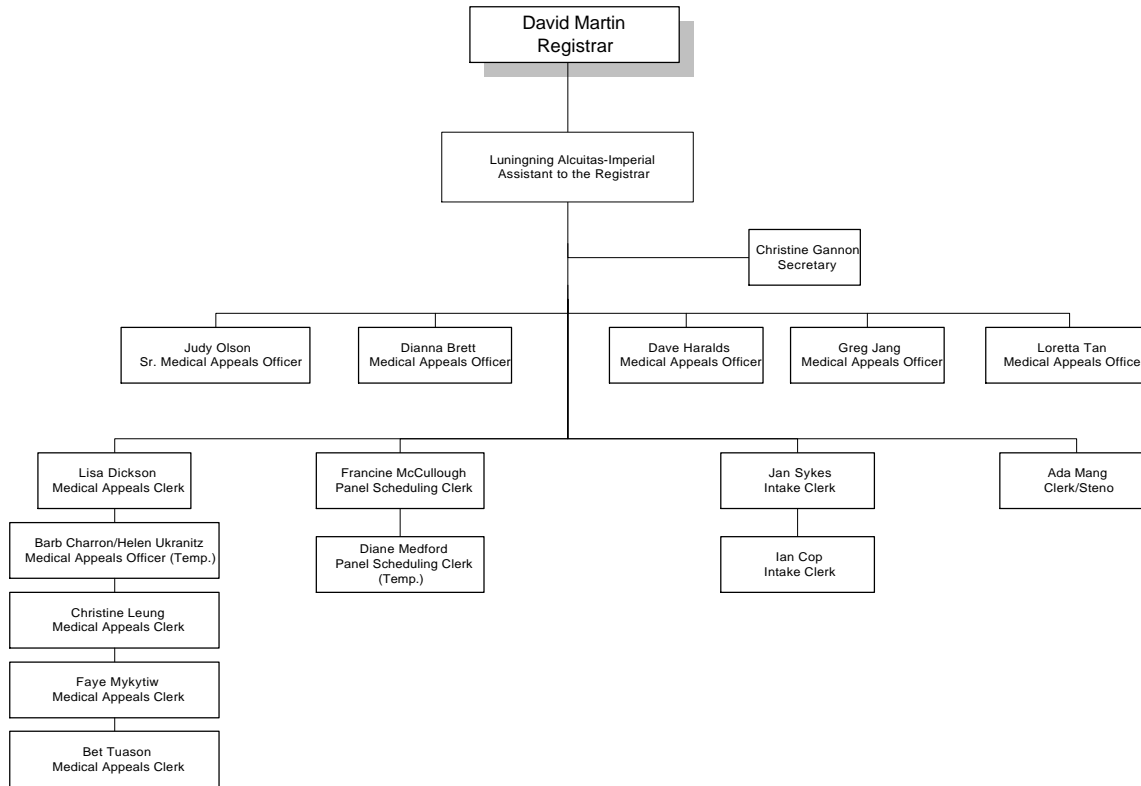 David Martin
Registrar
Luningning Alcuitas-Imperial
Assistant to the Registrar
Christine Gannon
Secretary
Judy Olson
Sr. Medical Appeals Officer
Dianna Brett
Medical Appeals Officer
Dave Haralds
Medical Appeals Officer
Greg Jang
Medical Appeals Officer
Loretta Tan
Medical Appeals Officer
Lisa Dickson
Medical Appeals Clerk
Francine McCullough
Panel Scheduling Clerk
Jan Sykes
Intake Clerk
Ada Mang
Clerk/Steno
Barb Charron/Helen Ukranitz
Medical Appeals Officer (Temp.)
Diane Medford
Panel Scheduling Clerk
(Temp.)
Ian Cop
Intake Clerk
Christine Leung
Medical Appeals Clerk
Faye Mykytiw
Medical Appeals Clerk
Bet Tuason
Medical Appeals Clerk